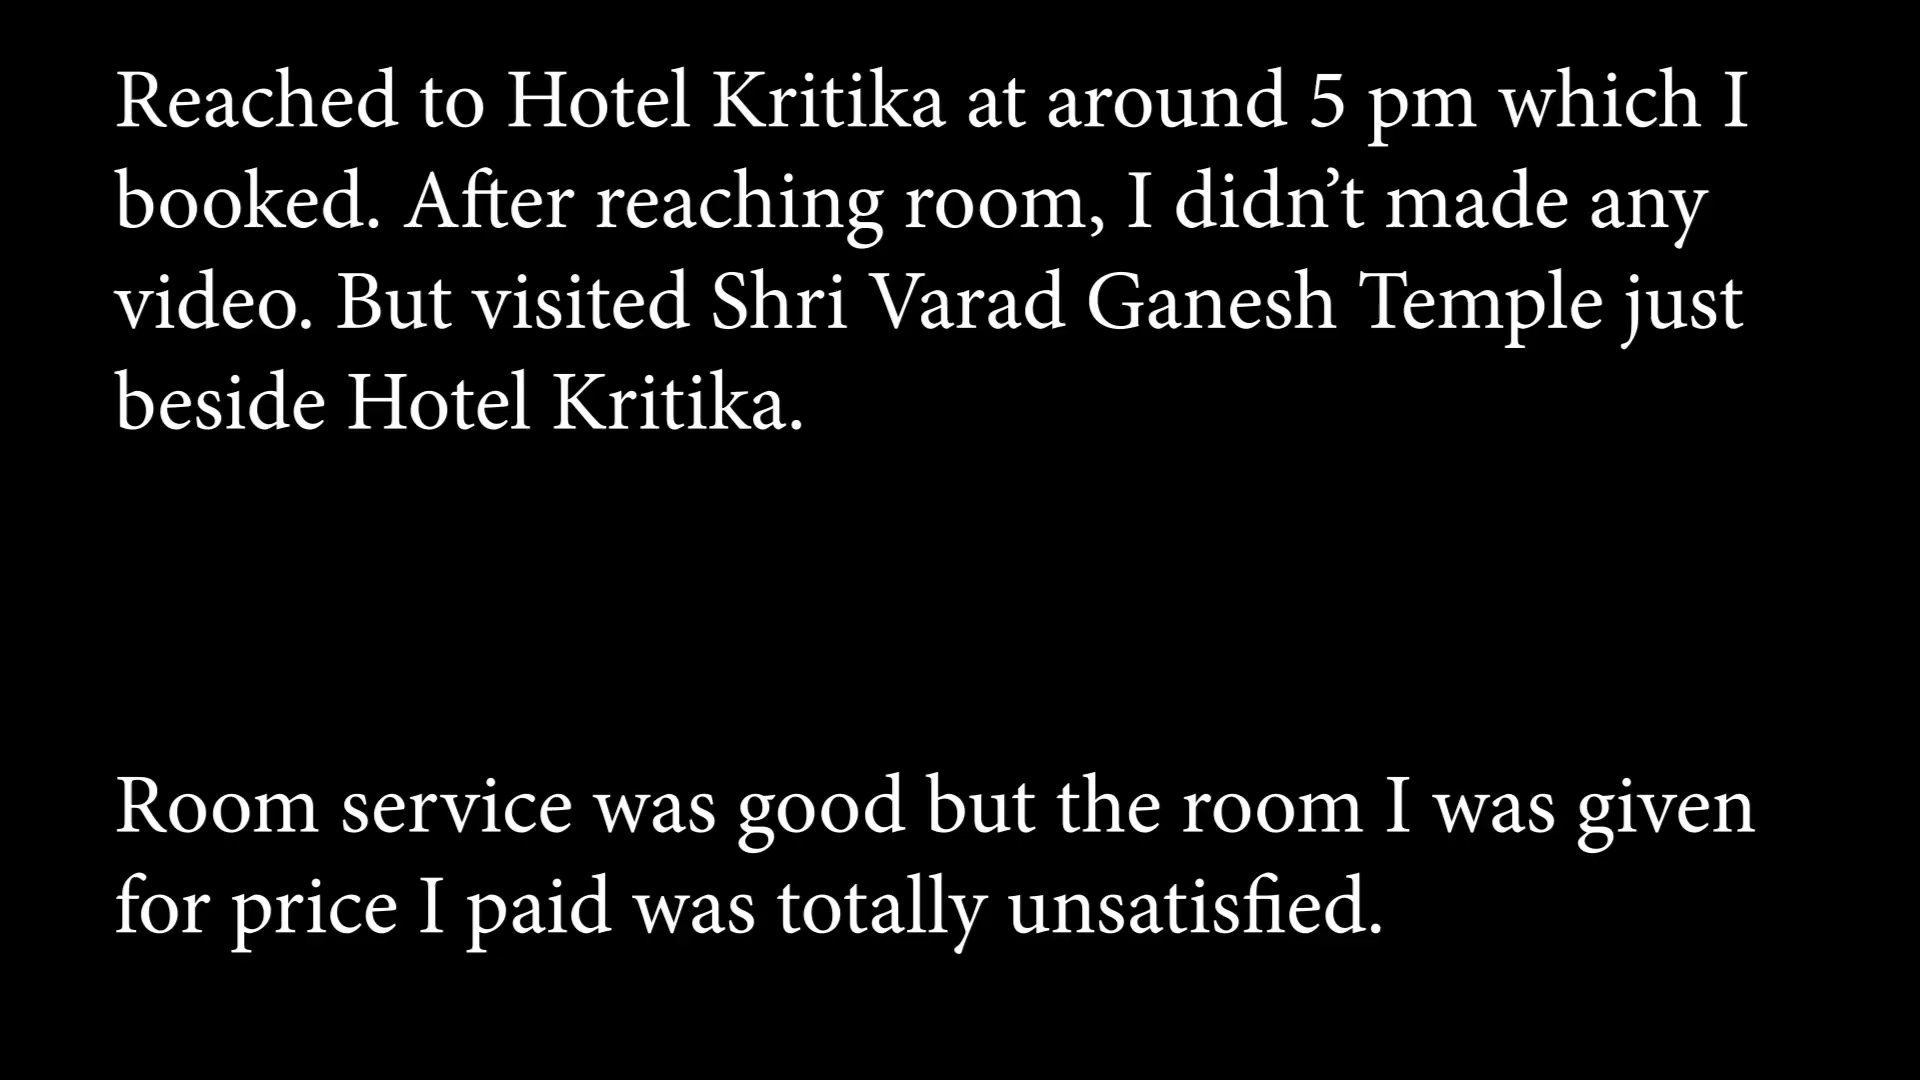 Reached to Hotel Kritika at around 5 pm which I
booked. After reaching room, I didn’t made any
video. But visited Shri Varad Ganesh Temple just
beside Hotel Kritika.
Room service was good but the room I was given
for price I paid was totally unsatisfied.